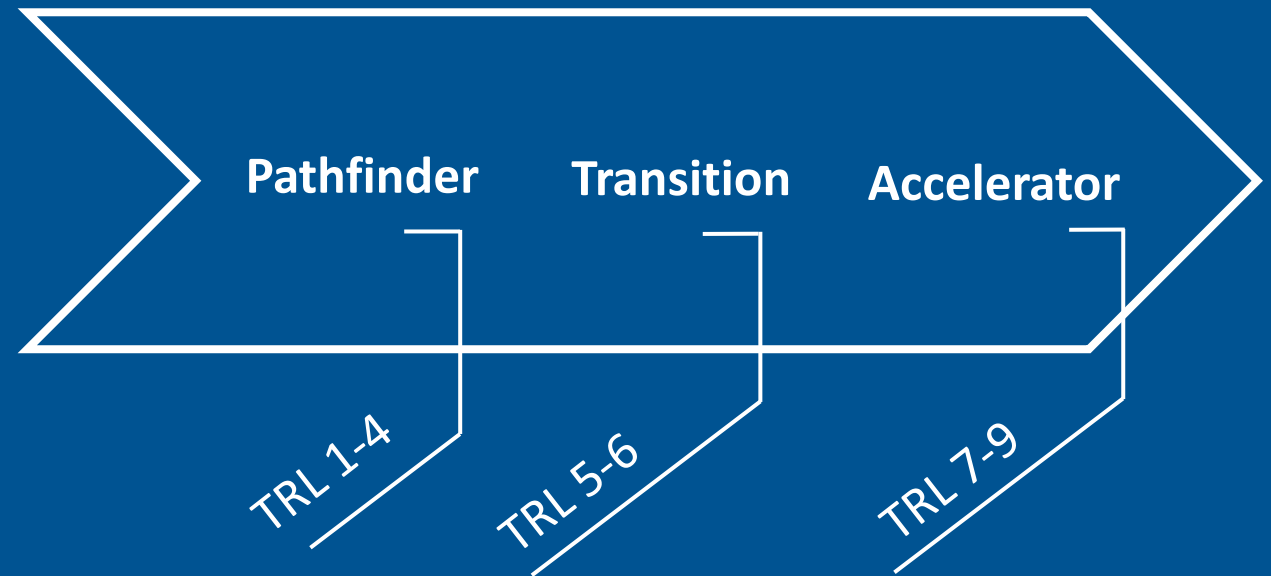 Pathfinder
Transition
Accelerator
TRL 1-4
TRL 5-6
TRL 7-9